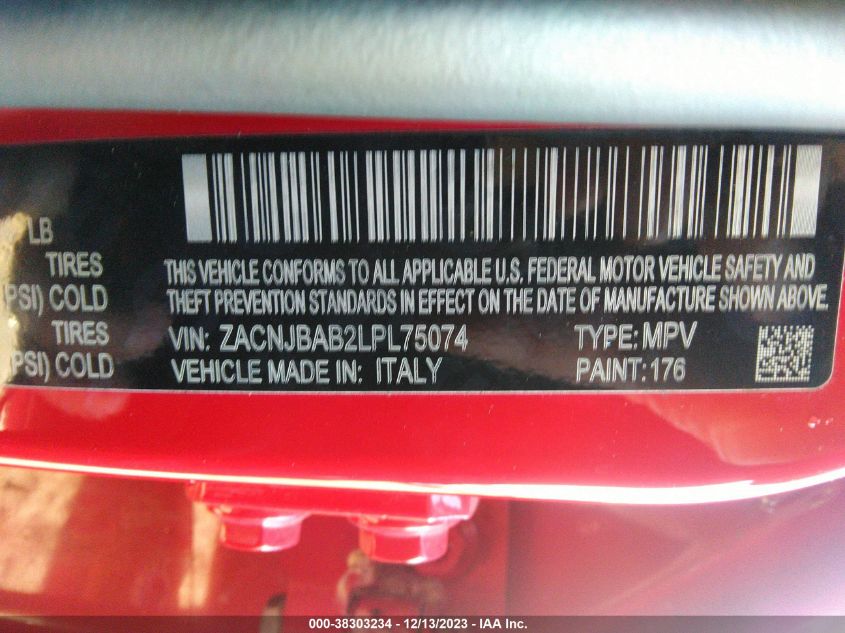 LB
TIRES
PSI) COLD
TIRES
PSI) COLD
THIS VEHICLE CONFORMS TO ALL APPLICABLE U.S. FEDERAL MOTOR VEHICLE SAFETY AND
THEFT PREVENTION STANDARDS IN EFFECT ON THE DATE OF MANUFACTURE SHOWN ABOVE.
VIN: ZACNJBAB2LPL75074 TYPE: MPV
VEHICLE MADE IN: ITALY PAINT: 176
000-38303234 - 12/13/2023 - IAA Inc.